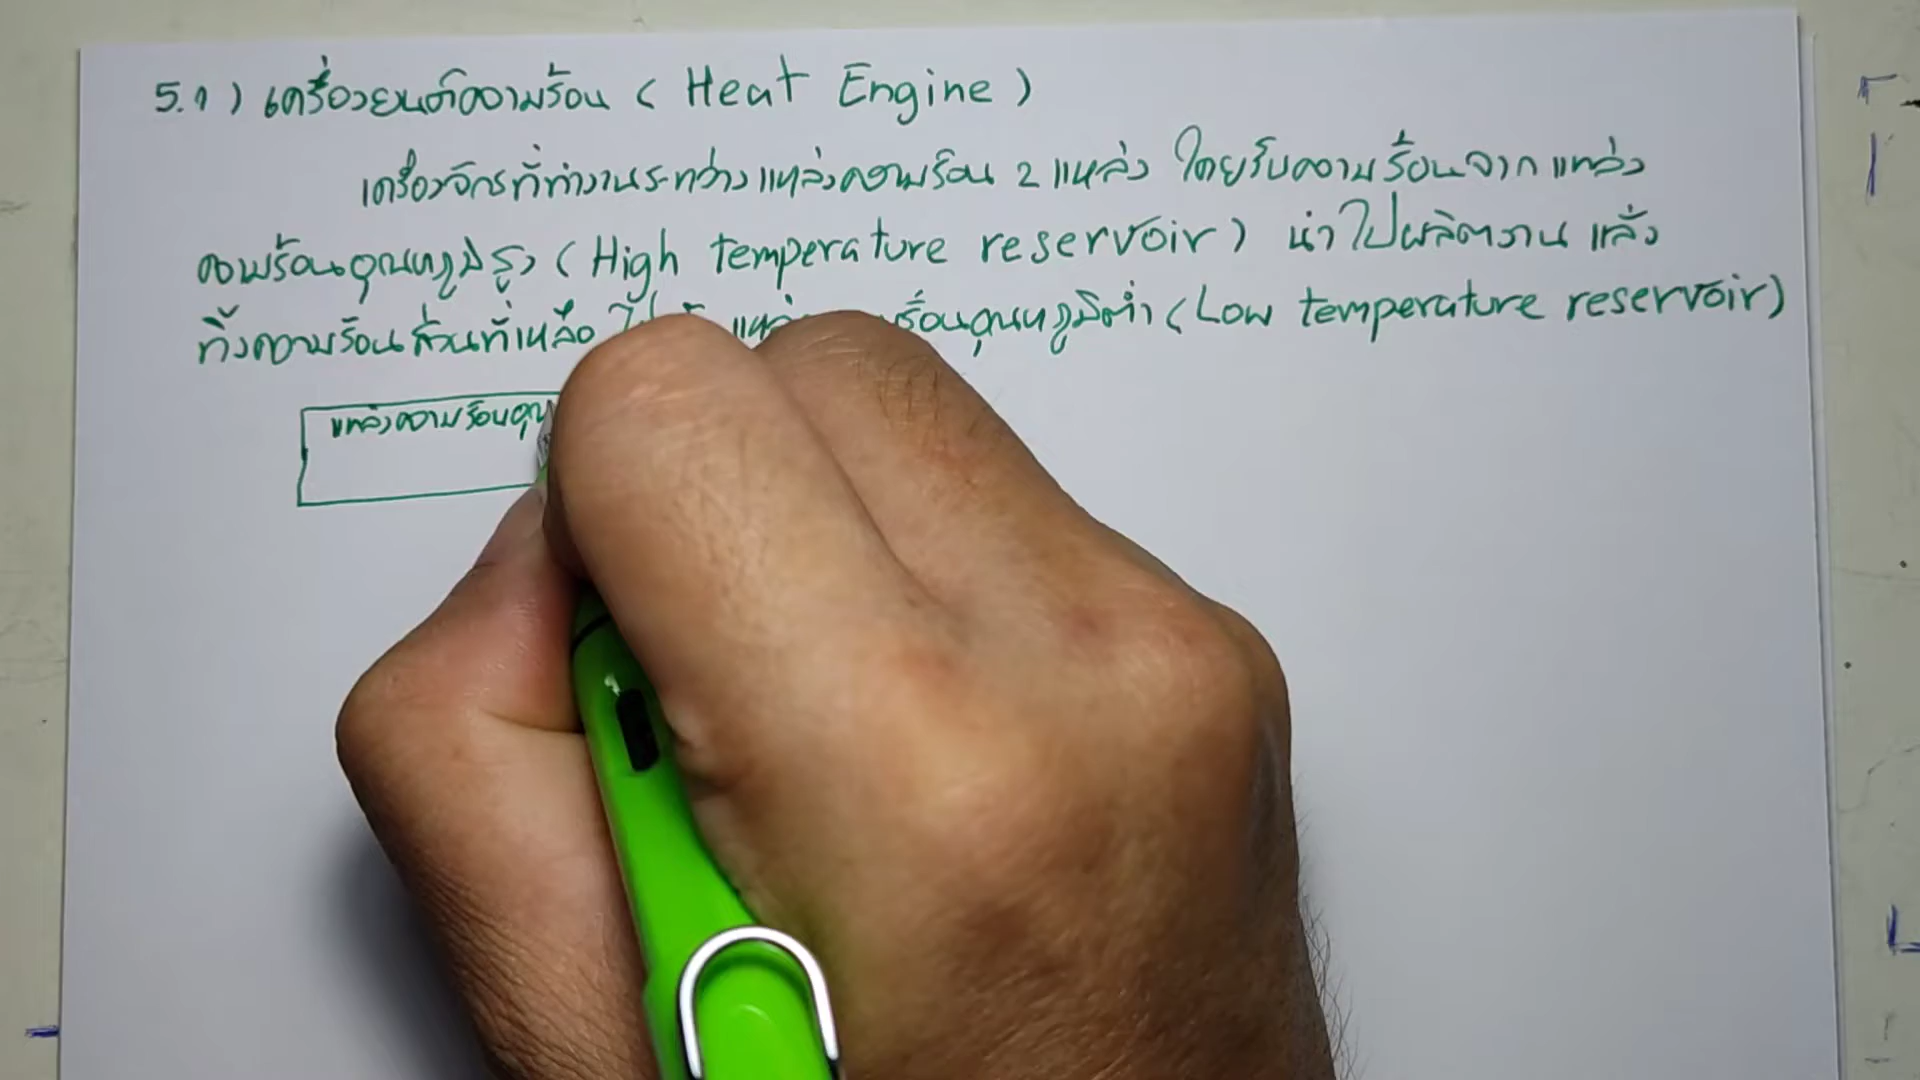 5.1) เครื่องยนต์ความร้อน (Heat Engine)
เครื่องจักรที่ทำงานระหว่างแหล่งความร้อน 2 แหล่ง โดยรับความร้อนจากแหล่ง
ความร้อนอุณหภูมิสูง (High temperature reservoir) นำไปผลิตงาน แล้ว
ทิ้งความร้อนส่วนที่เหลือ แหล่ง ร้อนอุณหภูมิต่ำ (Low temperature reservoir)
แหล่งความร้อนอุณ